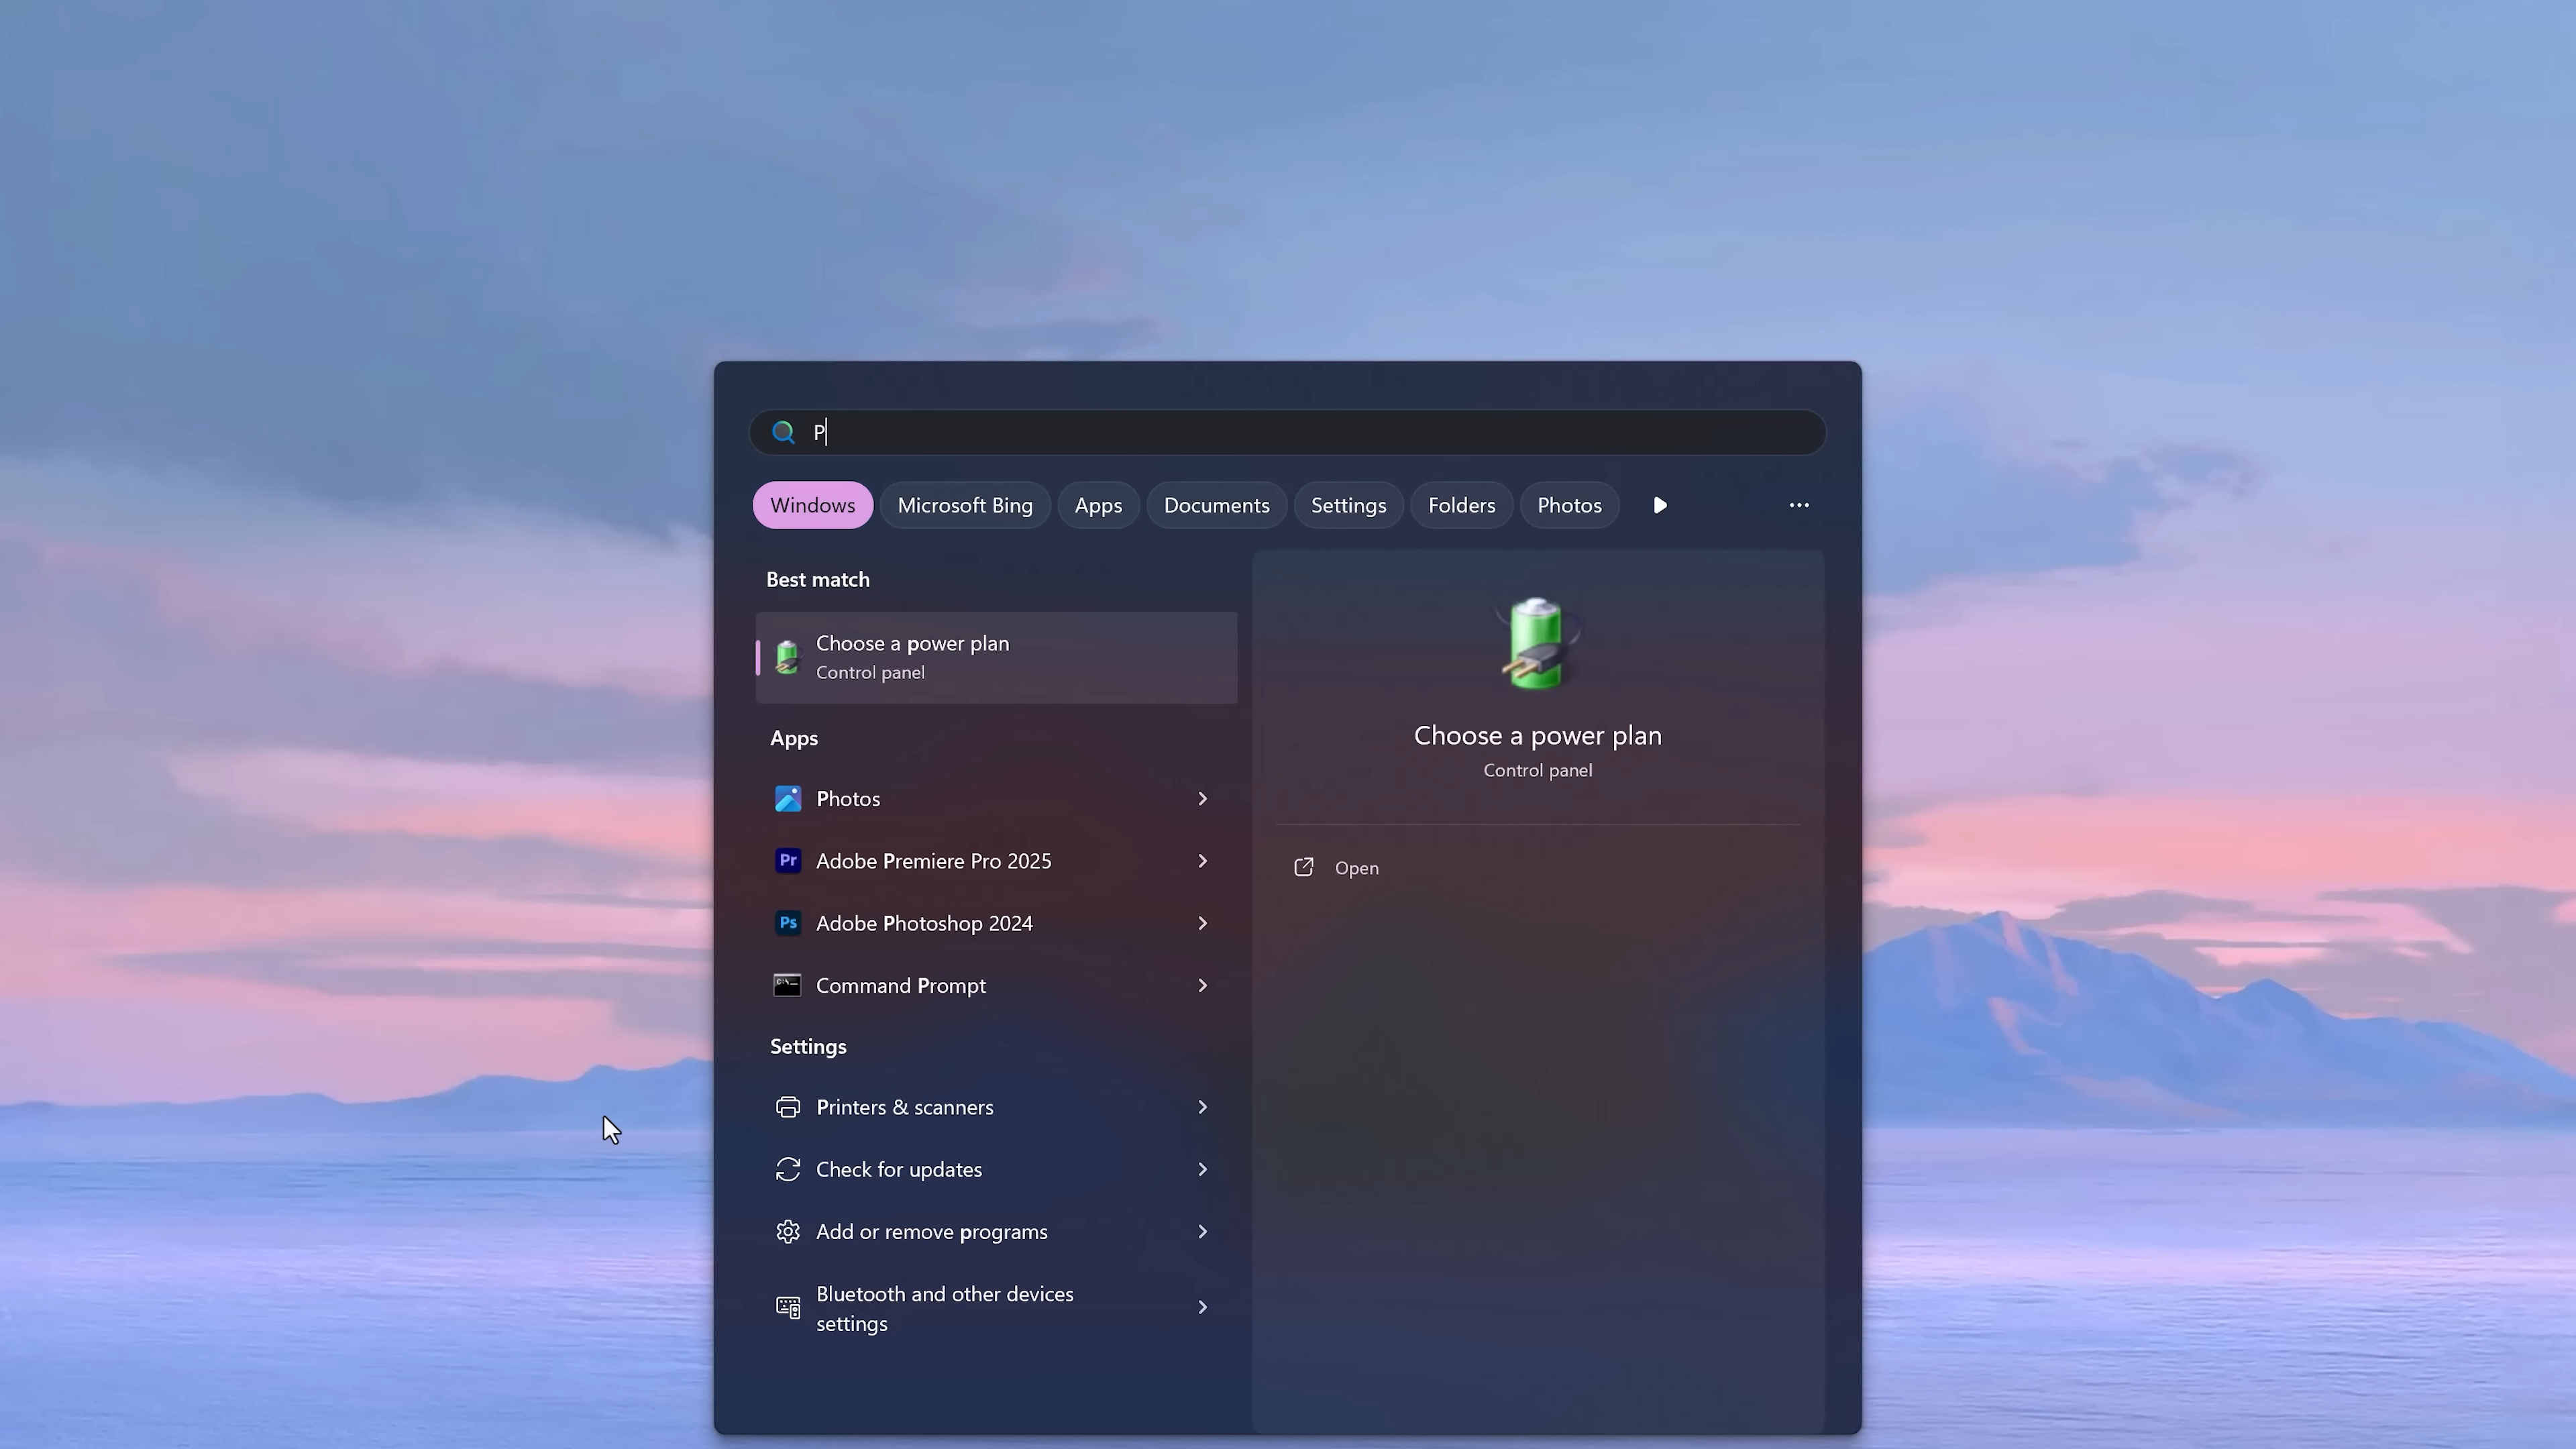 P
Windows
Microsoft Bing
Apps
Documents
Settings
Folders
Photos
Best match
Choose a power plan
Control panel
Apps
Photos
Pr
Adobe Premiere Pro 2025
Ps
Adobe Photoshop 2024
Command Prompt
Settings
Printers & scanners
Check for updates
Add or remove programs
Bluetooth and other devices
settings
Choose a power plan
Control panel
Open